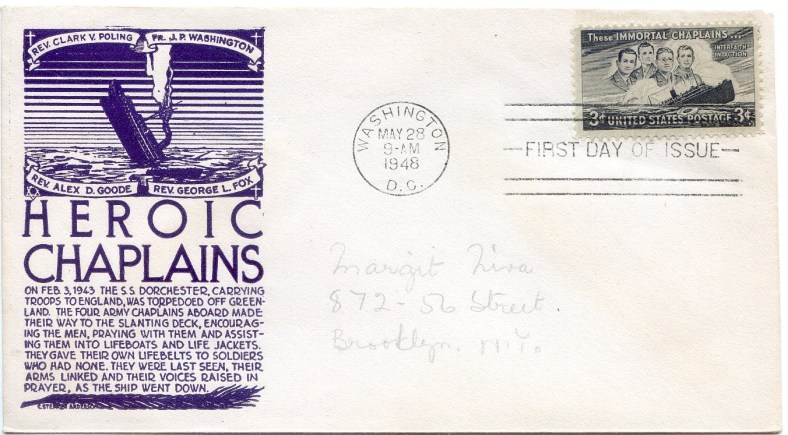 REV. CLARK V. POLING
FR. J.P. WASHINGTON
REV. ALEX D. GOODE
REV. GEORGE L. FOX
HEROIC
CHAPLAINS
ON FEB 3, 1943 THE S.S. DORCHESTER, CARRYING
TROOPS TO ENGLAND, WAS TORPEDOED OFF GREEN-
LAND. THE FOUR ARMY CHAPLAINS ABOARD MADE
THEIR WAY TO THE SLANTING DECK, ENCOURAG-
ING THE MEN, PRAYING WITH THEM AND ASSIST-
ING THEM INTO LIFEBOATS AND LIFE JACKETS.
THEY GAVE THEIR OWN LIFEBELTS TO SOLDIERS
WHO HAD NONE. THEY WERE LAST SEEN, THEIR
ARMS LINKED AND THEIR VOICES RAISED IN
PRAYER, AS THE SHIP WENT DOWN.
WASHINGTON
MAY 28
9-AM
1948
D.C.
These IMMORTAL CHAPLAINS...
INTERFAITH
IN ACTION
3¢ UNITED STATES POSTAGE 3¢
FIRST DAY OF ISSUE
Margit
872-56 Street.
Brooklyn. N.Y.